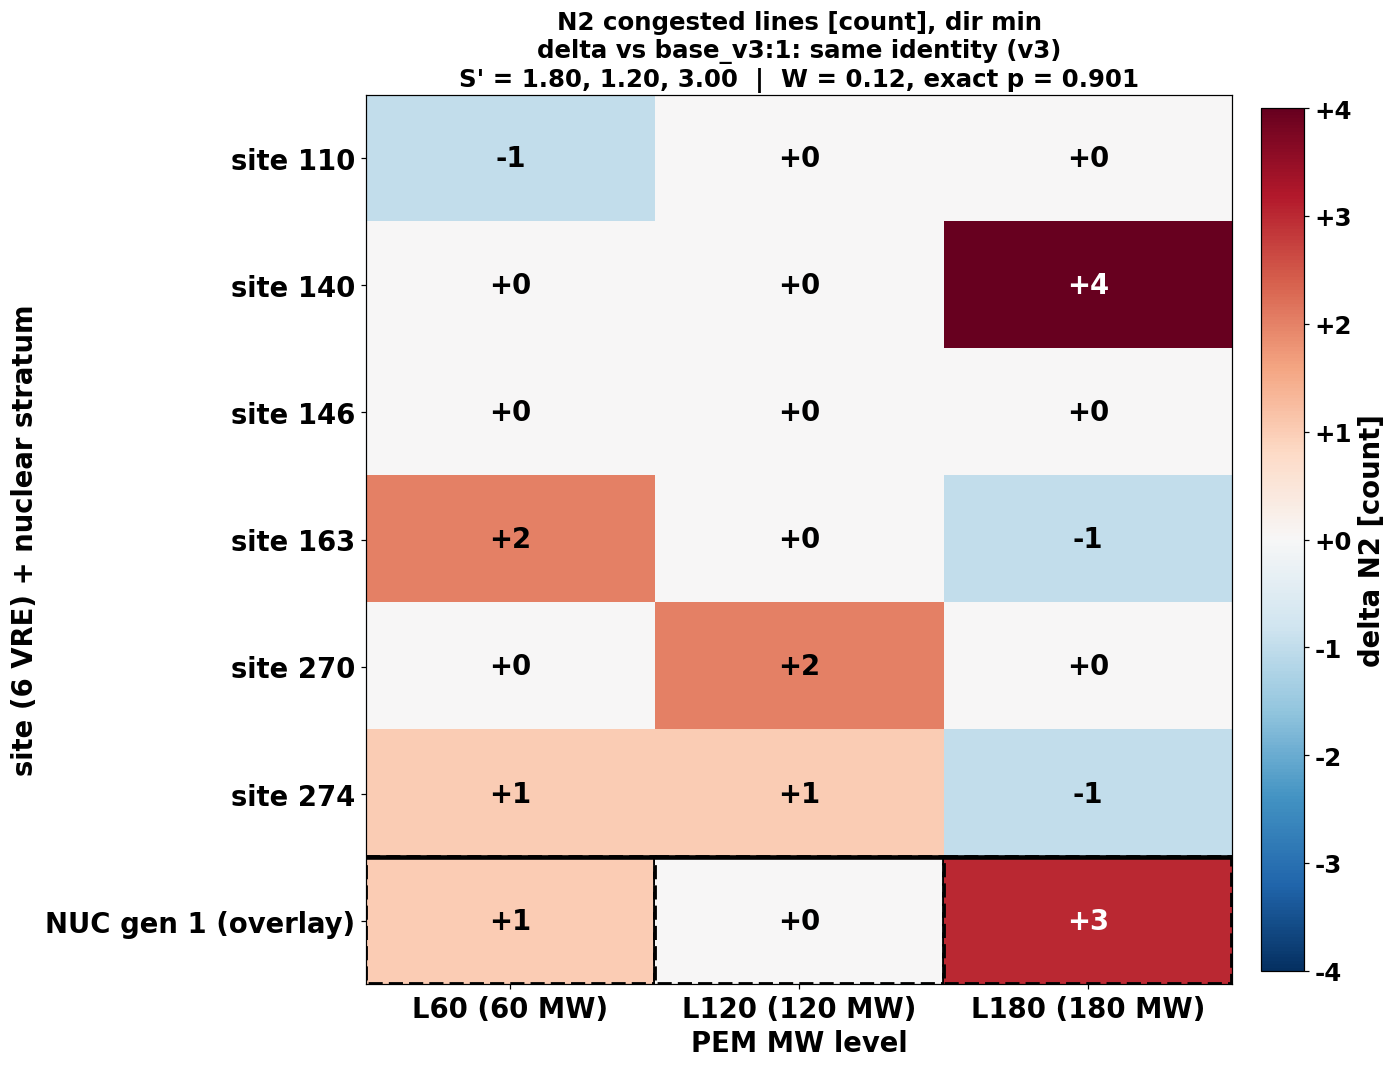 N2 congested lines [count], dir min
delta vs base_v3:1: same identity (v3)
S' = 1.80, 1.20, 3.00 | W = 0.12, exact p = 0.901
site (6 VRE) + nuclear stratum
site 110 -1 +0 +0
site 140 +0 +0 +4
site 146 +0 +0 +0
site 163 +2 +0 -1
site 270 +0 +2 +0
site 274 +1 +1 -1
NUC gen 1 (overlay) +1 +0 +3
L60 (60 MW) L120 (120 MW) L180 (180 MW)
PEM MW level
+4
+3
+2
+1
+0
-1
-2
-3
-4
delta N2 [count]